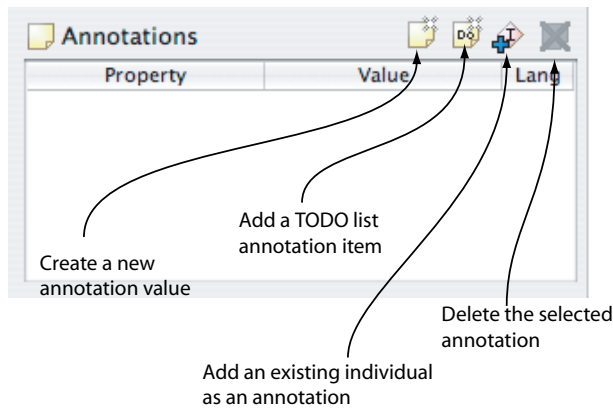 Annotations
DO
I
Property Value Lang
Add a TODO list
annotation item
Create a new
annotation value
Delete the selected
annotation
Add an existing individual
as an annotation